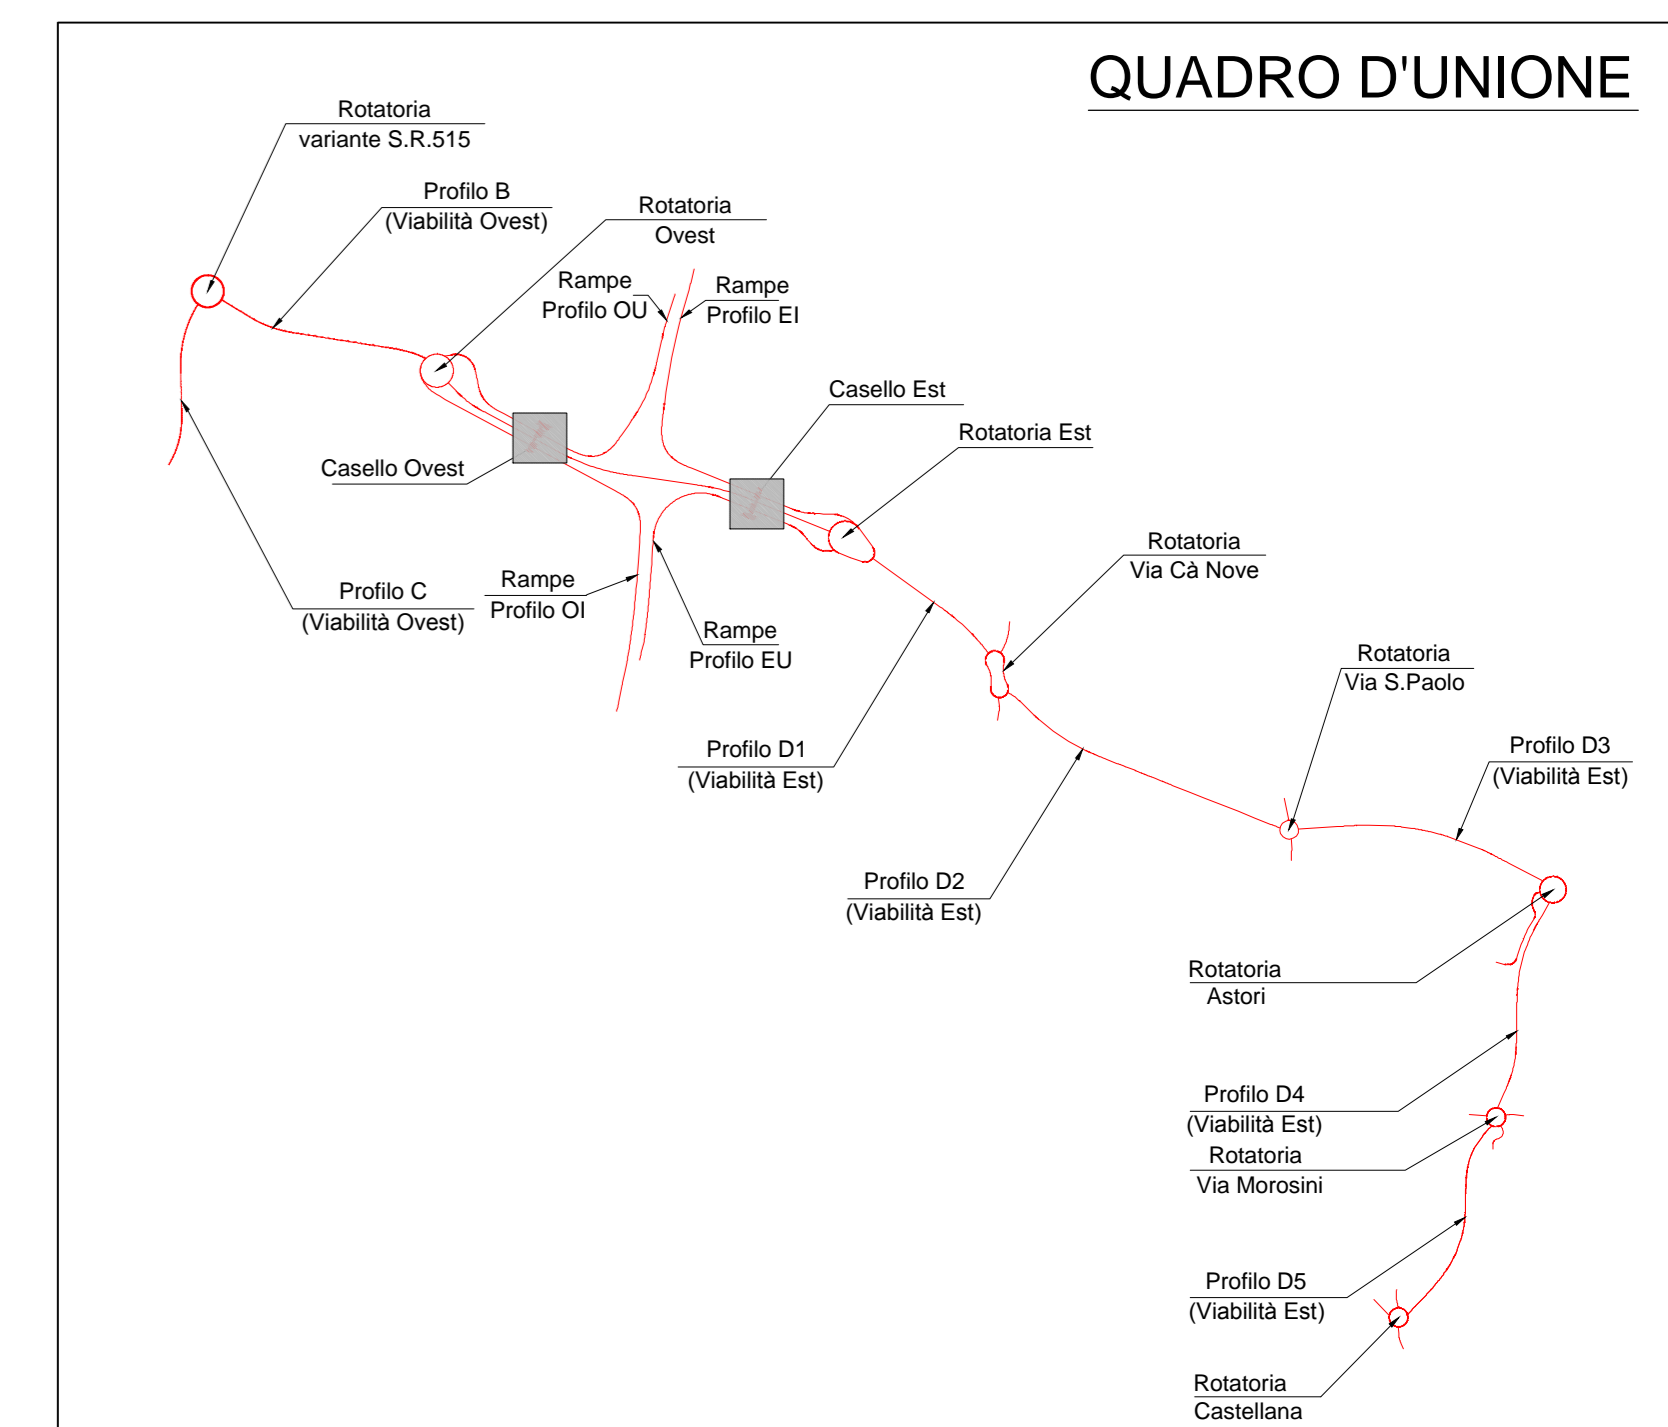 QUADRO D'UNIONE
Rotatoria
variante S.R.515
Profilo B
(Viabilità Ovest)
Rotatoria
Ovest
Rampe
Profilo OU
Rampe
Profilo EI
Casello Est
Rotatoria Est
Casello Ovest
Rotatoria
Via Cà Nove
Profilo C
(Viabilità Ovest)
Rampe
Profilo OI
Rampe
Profilo EU
Rotatoria
Via S.Paolo
Profilo D1
(Viabilità Est)
Profilo D3
(Viabilità Est)
Profilo D2
(Viabilità Est)
Rotatoria
Astori
Profilo D4
(Viabilità Est)
Rotatoria
Via Morosini
Profilo D5
(Viabilità Est)
Rotatoria
Castellana